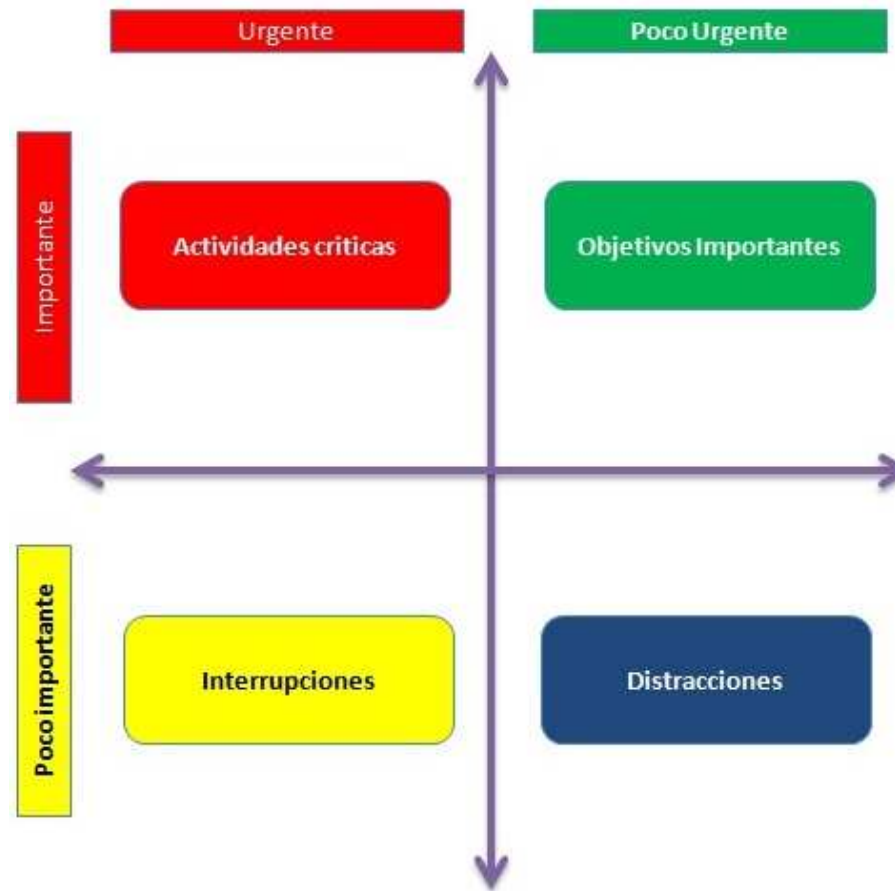 Urgente
Poco Urgente
Importante
Actividades criticas
Objetivos Importantes
Poco importante
Interrupciones
Distracciones